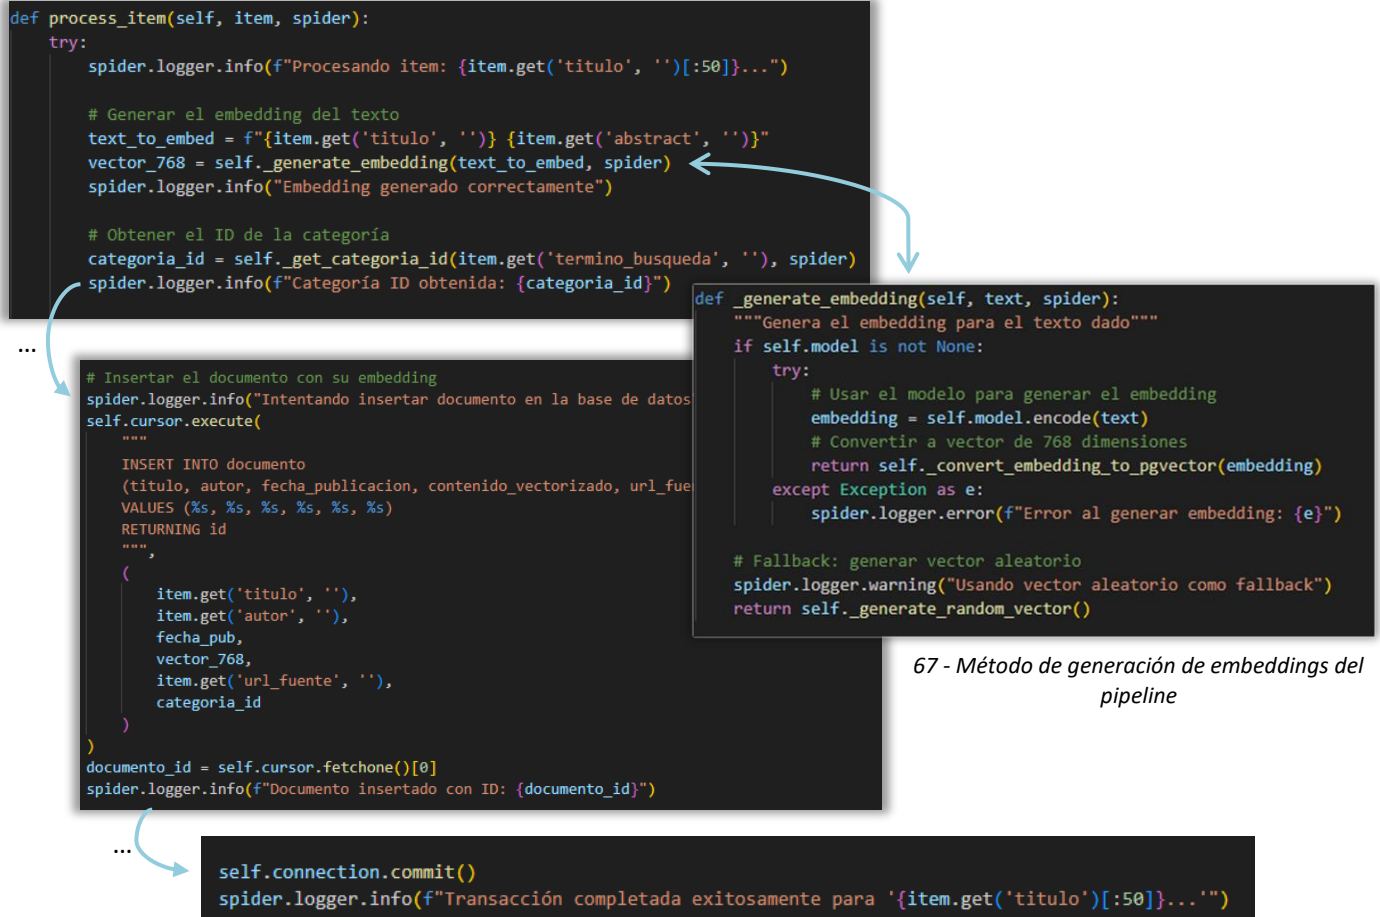 def process_item(self, item, spider):
try:
spider.logger.info(f"Procesando item: {item.get('titulo', '')[:50]}...")
# Generar el embedding del texto
text_to_embed = f"{item.get('titulo', '')} {item.get('abstract', '')}"
vector_768 = self._generate_embedding(text_to_embed, spider)
spider.logger.info("Embedding generado correctamente")
# Obtener el ID de la categoría
categoria_id = self._get_categoria_id(item.get('termino_busqueda', ''), spider)
spider.logger.info(f"Categoría ID obtenida: {categoria_id}")
...
def _generate_embedding(self, text, spider):
"""Genera el embedding para el texto dado"""
if self.model is not None:
try:
# Usar el modelo para generar el embedding
embedding = self.model.encode(text)
# Convertir a vector de 768 dimensiones
return self._convert_embedding_to_pgvector(embedding)
except Exception as e:
spider.logger.error(f"Error al generar embedding: {e}")
# Fallback: generar vector aleatorio
spider.logger.warning("Usando vector aleatorio como fallback")
return self._generate_random_vector()
67 - Método de generación de embeddings del
pipeline
# Insertar el documento con su embedding
spider.logger.info("Intentando insertar documento en la base de datos
self.cursor.execute(
"""
INSERT INTO documento
(titulo, autor, fecha_publicacion, contenido_vectorizado,
VALUES (%s, %s, %s, %s, %s, %s)
RETURNING id
""",
(
item.get('titulo', ''),
item.get('autor', ''),
fecha_pub,
vector_768,
item.get('url_fuente', ''),
categoria_id
)
)
documento_id = self.cursor.fetchone()[0]
spider.logger.info(f"Documento insertado con ID: {documento_id}")
...
self.connection.commit()
spider.logger.info(f"Transacción completada exitosamente para '{item.get('titulo')[:50]}...'")